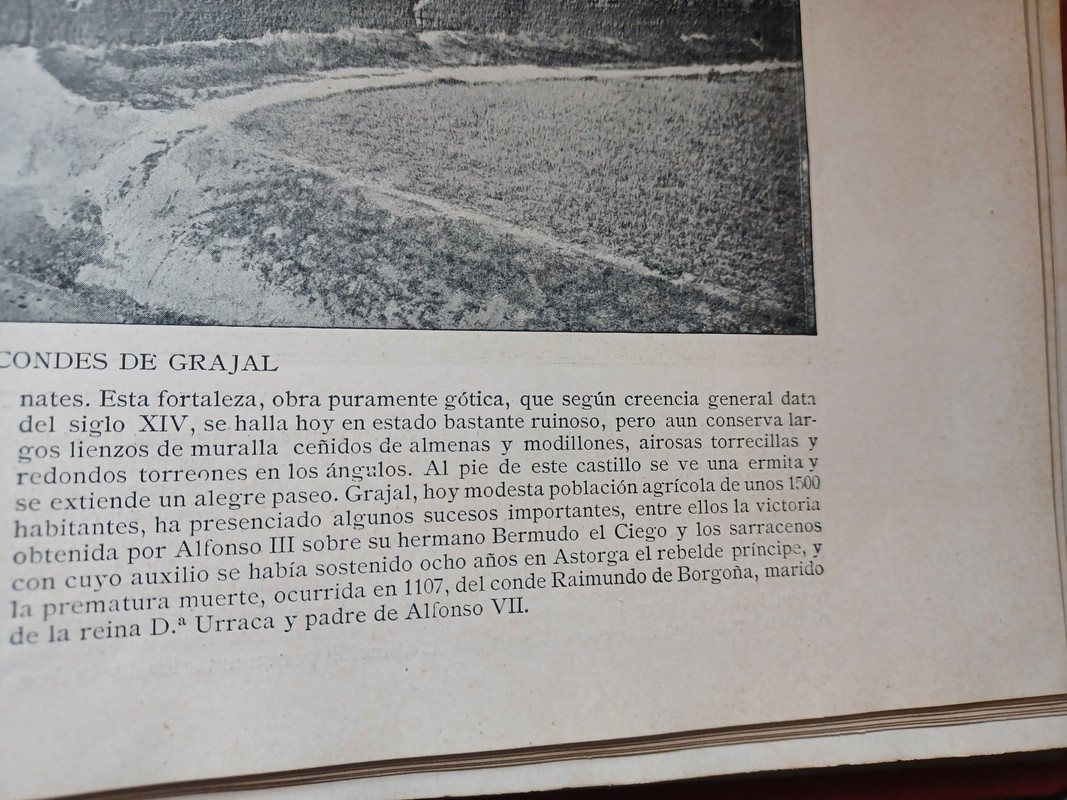 CONDES DE GRAJAL
nates. Esta fortaleza, obra puramente gótica, que según creencia general data
del siglo XIV, se halla hoy en estado bastante ruinoso, pero aun conserva lar-
gos lienzos de muralla ceñidos de almenas y modillones, airosas torrecillas y
redondos torreones en los ángulos. Al pie de este castillo se ve una ermita y
se extiende un alegre paseo. Grajal, hoy modesta población agrícola de unos 1500
habitantes, ha presenciado algunos sucesos importantes, entre ellos la victoria
obtenida por Alfonso III sobre su hermano Bermudo el Ciego y los sarracenos
con cuyo auxilio se había sostenido ocho años en Astorga el rebelde príncipe, y
la prematura muerte, ocurrida en 1107, del conde Raimundo de Borgoña, marido
de la reina D.ª Urraca y padre de Alfonso VII.